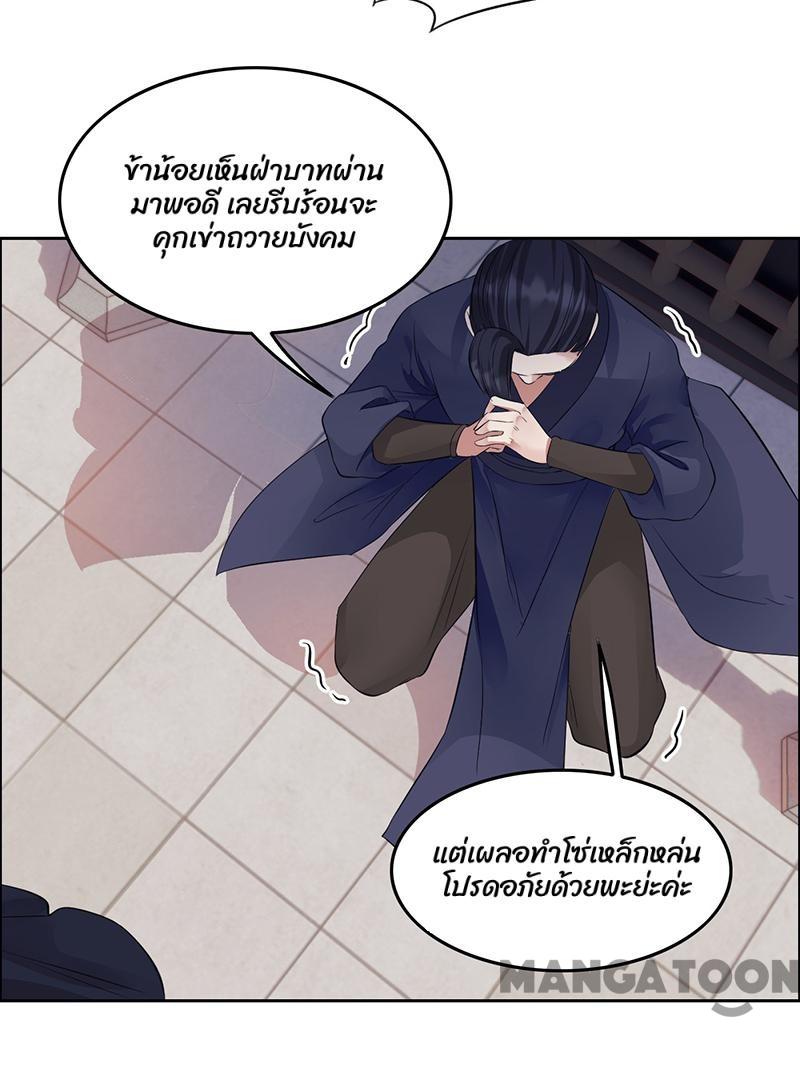 ข้าน้อยเห็นฝ่าบาทผ่าน
มาพอดี เลยรีบร้อนจะ
คุกเข่าถวายบังคม
แต่เผลอทำโซ่เหล็กหล่น
โปรดอภัยด้วยพะย่ะค่ะ
MANGATOON